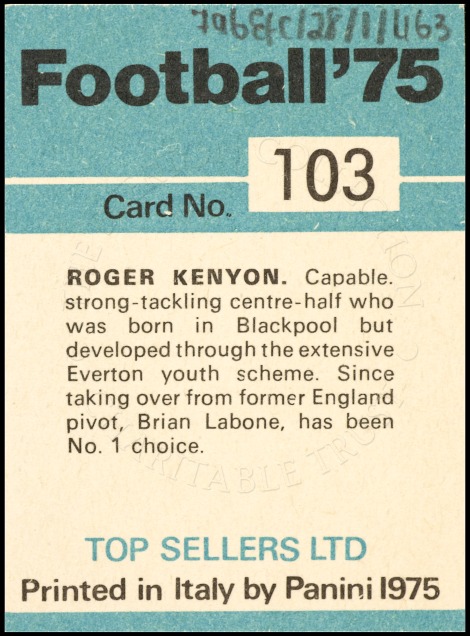 Football'75
Card No.
103
ROGER KENYON. Capable.
strong-tackling centre-half who
was born in Blackpool but
developed through the extensive
Everton youth scheme. Since
taking over from former England
pivot, Brian Labone, has been
No. 1 choice.
CHARITABLE TRUST
TOP SELLERS LTD
Printed in Italy by Panini 1975